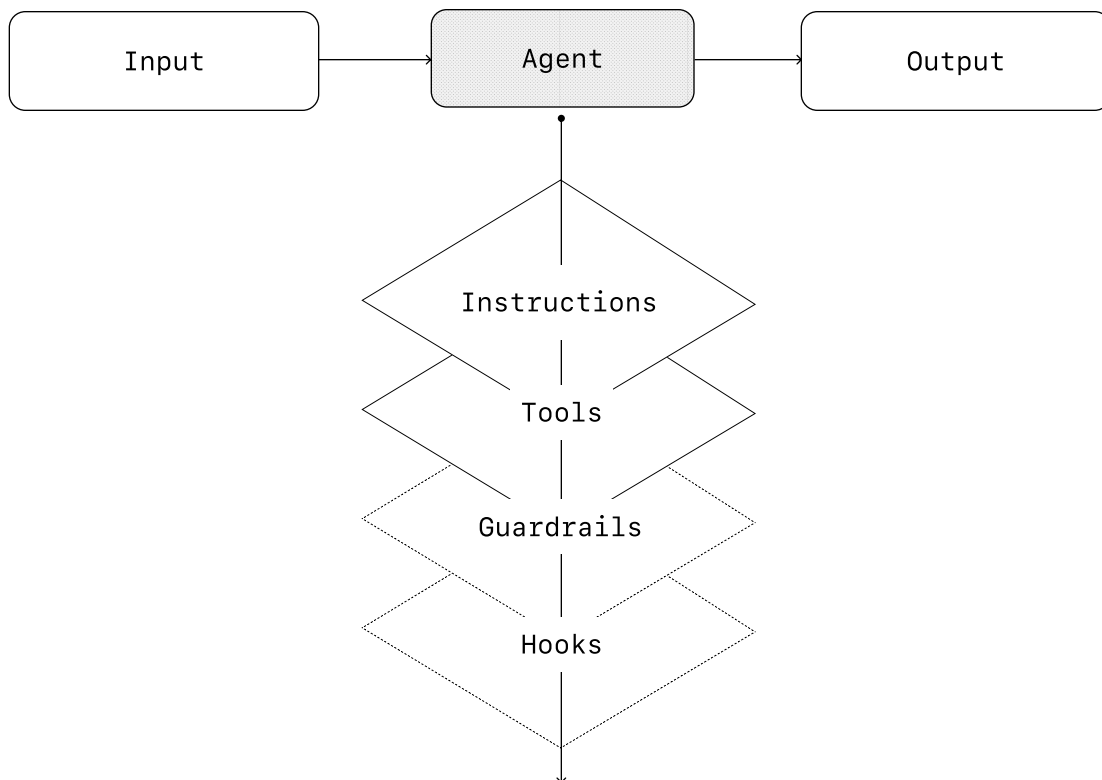 Input
Agent
Output
Instructions
Tools
Guardrails
Hooks